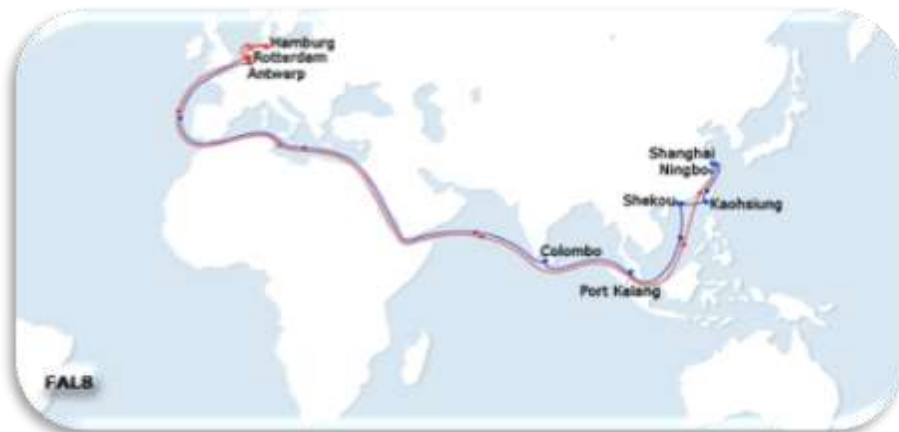 Hamburg
Rotterdam
Antwerp
Shanghai
Ningbo
Shekou
Kaohsiung
Colombo
Port Kelang
FAL8